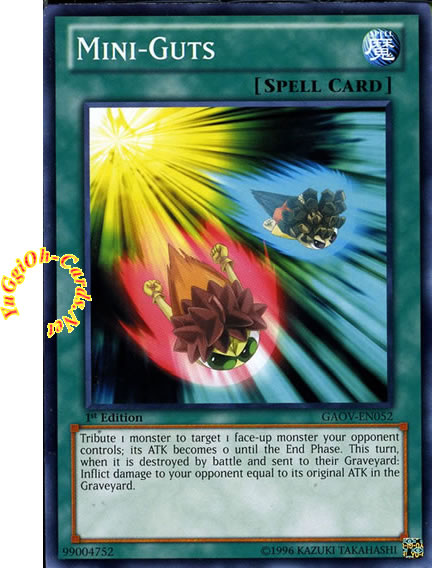 MINI-GUTS
魔
[SPELL CARD]
YuGgiOh-Cards.Net
1st Edition
GAOV-EN052
Tribute 1 monster to target 1 face-up monster your opponent
controls; its ATK becomes 0 until the End Phase. This turn,
when it is destroyed by battle and sent to their Graveyard:
Inflict damage to your opponent equal to its original ATK in the
Graveyard.
99004752
©1996 KAZUKI TAKAHASHI